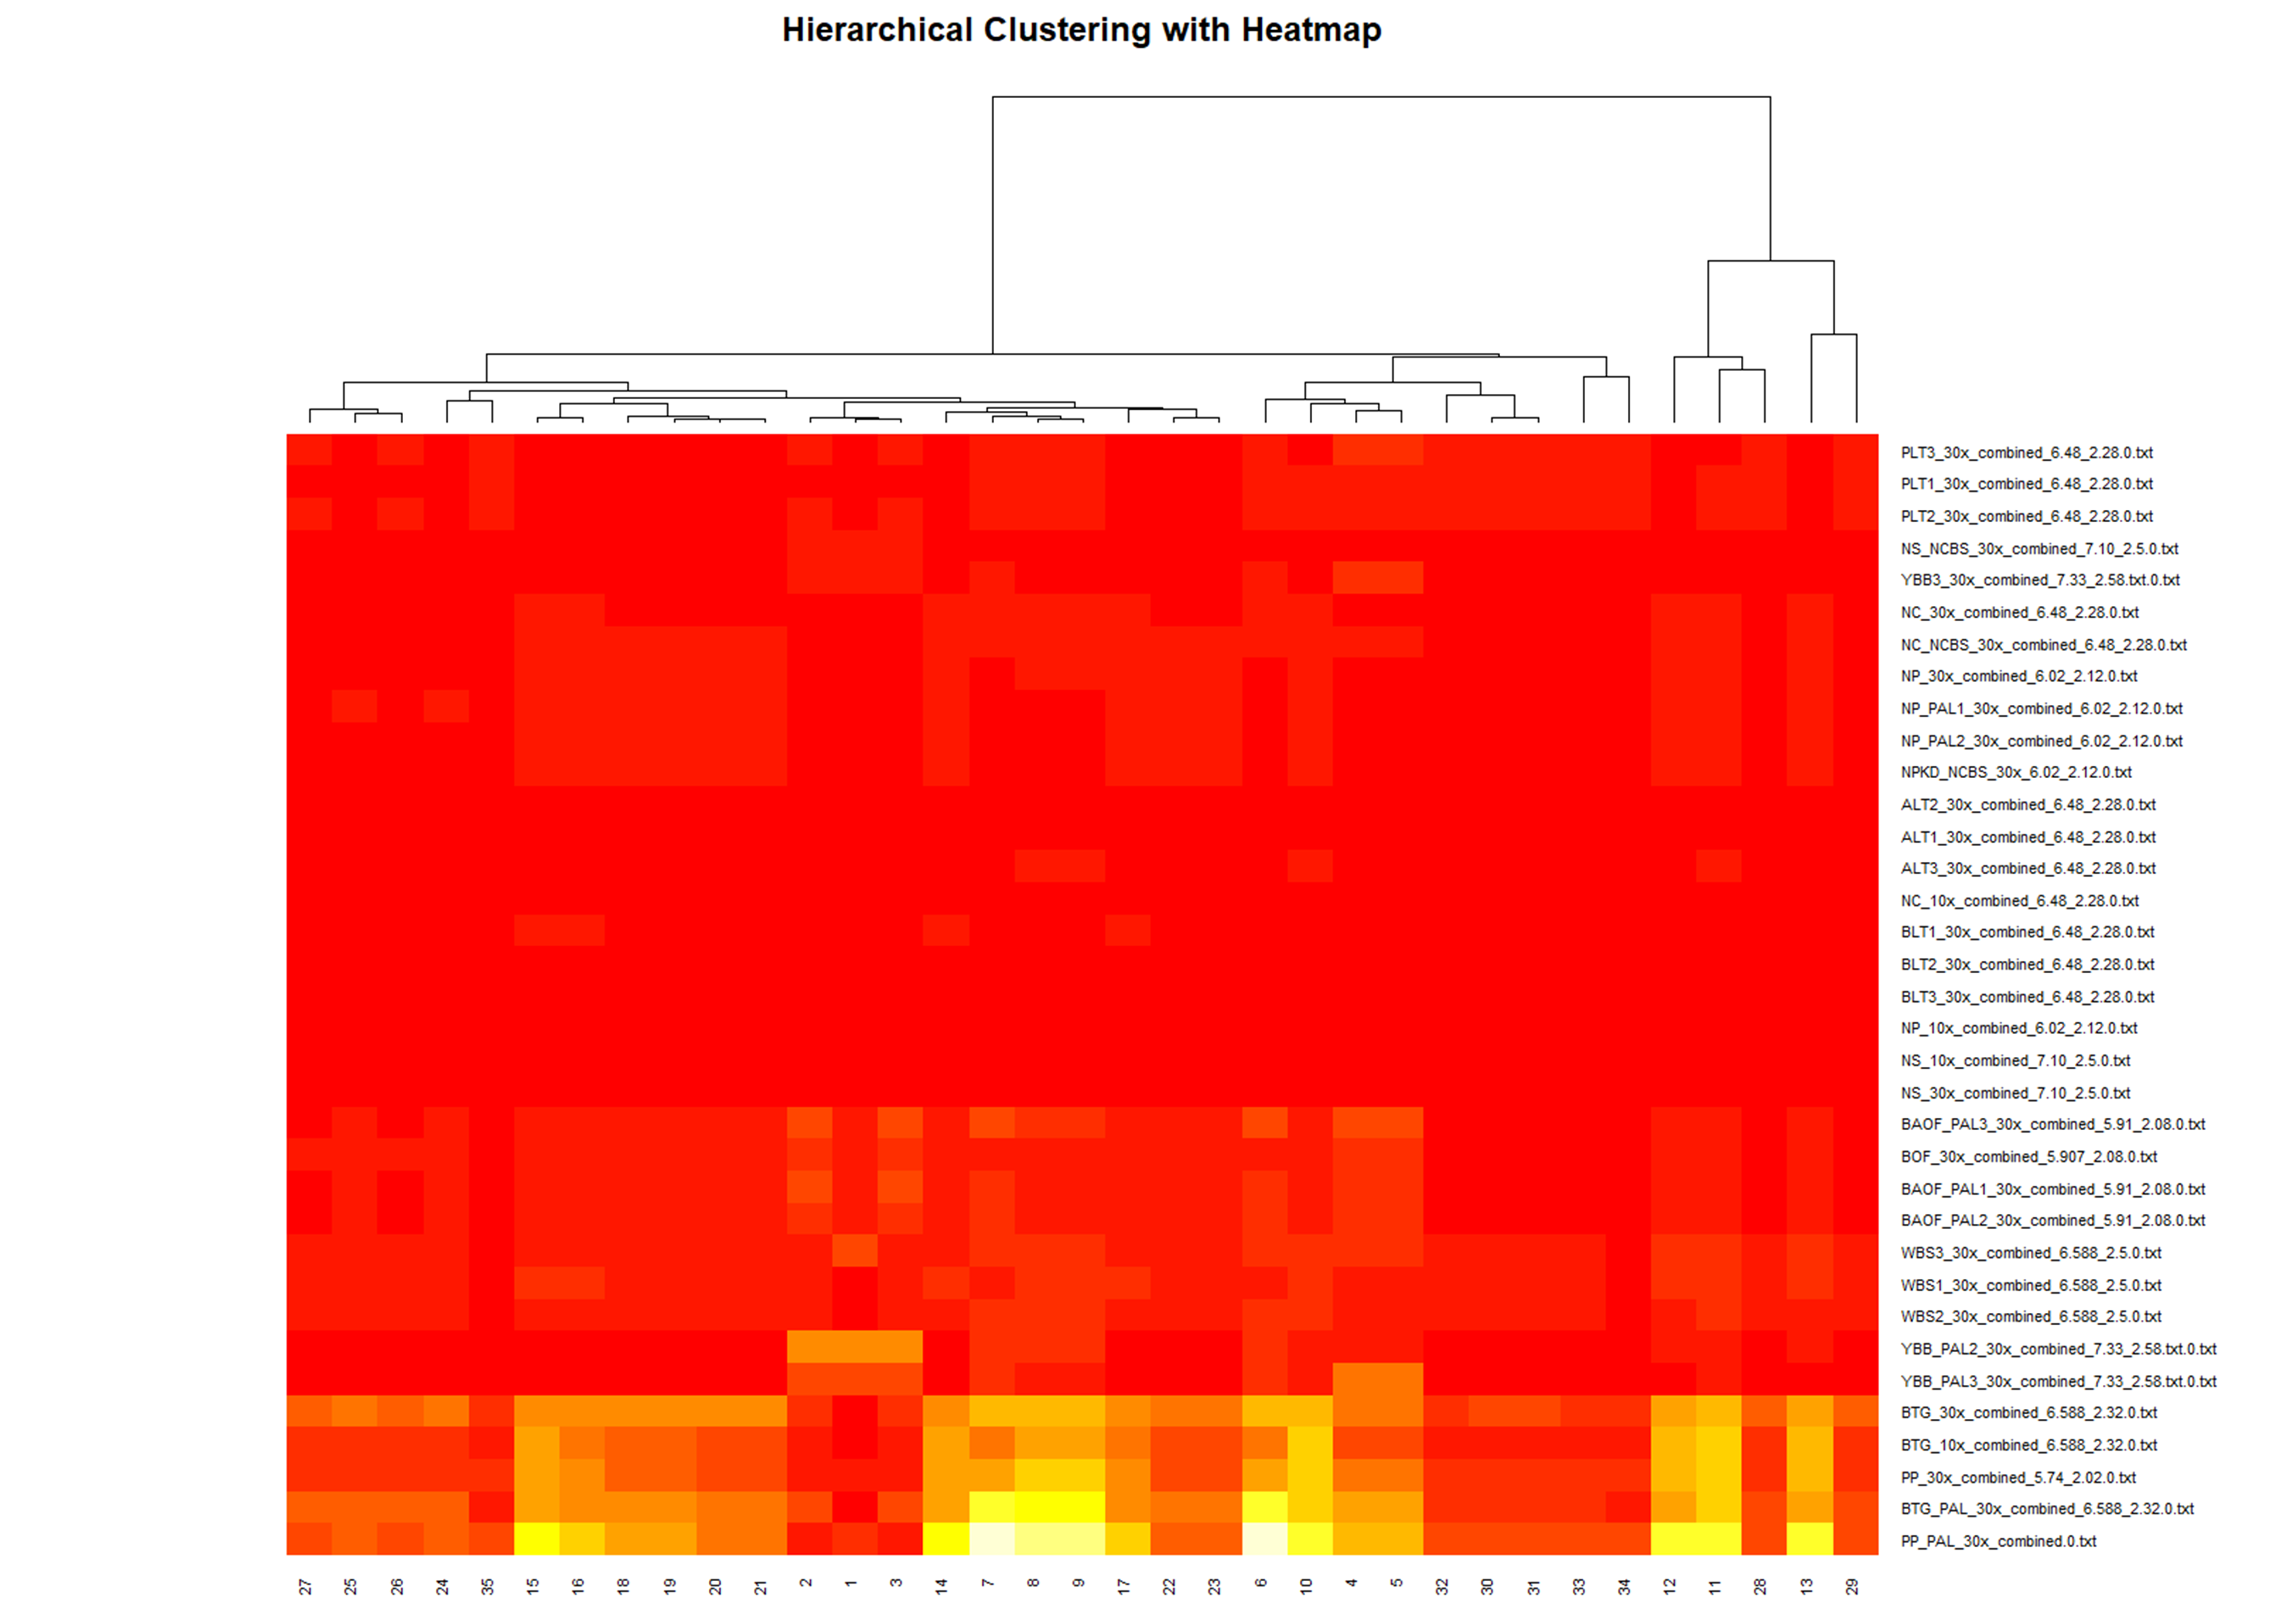 Hierarchical Clustering with Heatmap
PLT3_30x_combined_6.48_2.28.0.txt
PLT1_30x_combined_6.48_2.28.0.txt
PLT2_30x_combined_6.48_2.28.0.txt
NS_NCBS_30x_combined_7.10_2.5.0.txt
YBB3_30x_combined_7.33_2.58.txt.0.txt
NC_30x_combined_6.48_2.28.0.txt
NC_NCBS_30x_combined_6.48_2.28.0.txt
NP_30x_combined_6.02_2.12.0.txt
NP_PAL1_30x_combined_6.02_2.12.0.txt
NP_PAL2_30x_combined_6.02_2.12.0.txt
NPKD_NCBS_30x_6.02_2.12.0.txt
ALT2_30x_combined_6.48_2.28.0.txt
ALT1_30x_combined_6.48_2.28.0.txt
ALT3_30x_combined_6.48_2.28.0.txt
NC_10x_combined_6.48_2.28.0.txt
BLT1_30x_combined_6.48_2.28.0.txt
BLT2_30x_combined_6.48_2.28.0.txt
BLT3_30x_combined_6.48_2.28.0.txt
NP_10x_combined_6.02_2.12.0.txt
NS_10x_combined_7.10_2.5.0.txt
NS_30x_combined_7.10_2.5.0.txt
BAOF_PAL3_30x_combined_5.91_2.08.0.txt
BOF_30x_combined_5.907_2.08.0.txt
BAOF_PAL1_30x_combined_5.91_2.08.0.txt
BAOF_PAL2_30x_combined_5.91_2.08.0.txt
WBS3_30x_combined_6.588_2.5.0.txt
WBS1_30x_combined_6.588_2.5.0.txt
WBS2_30x_combined_6.588_2.5.0.txt
YBB_PAL2_30x_combined_7.33_2.58.txt.0.txt
YBB_PAL3_30x_combined_7.33_2.58.txt.0.txt
BTG_30x_combined_6.588_2.32.0.txt
BTG_10x_combined_6.588_2.32.0.txt
PP_30x_combined_5.74_2.02.0.txt
BTG_PAL_30x_combined_6.588_2.32.0.txt
PP_PAL_30x_combined.0.txt
27 25 26 24 35 15 16 18 19 20 21 2 1 3 14 7 8 9 17 22 23 6 10 4 5 32 30 31 33 34 12 11 28 13 29